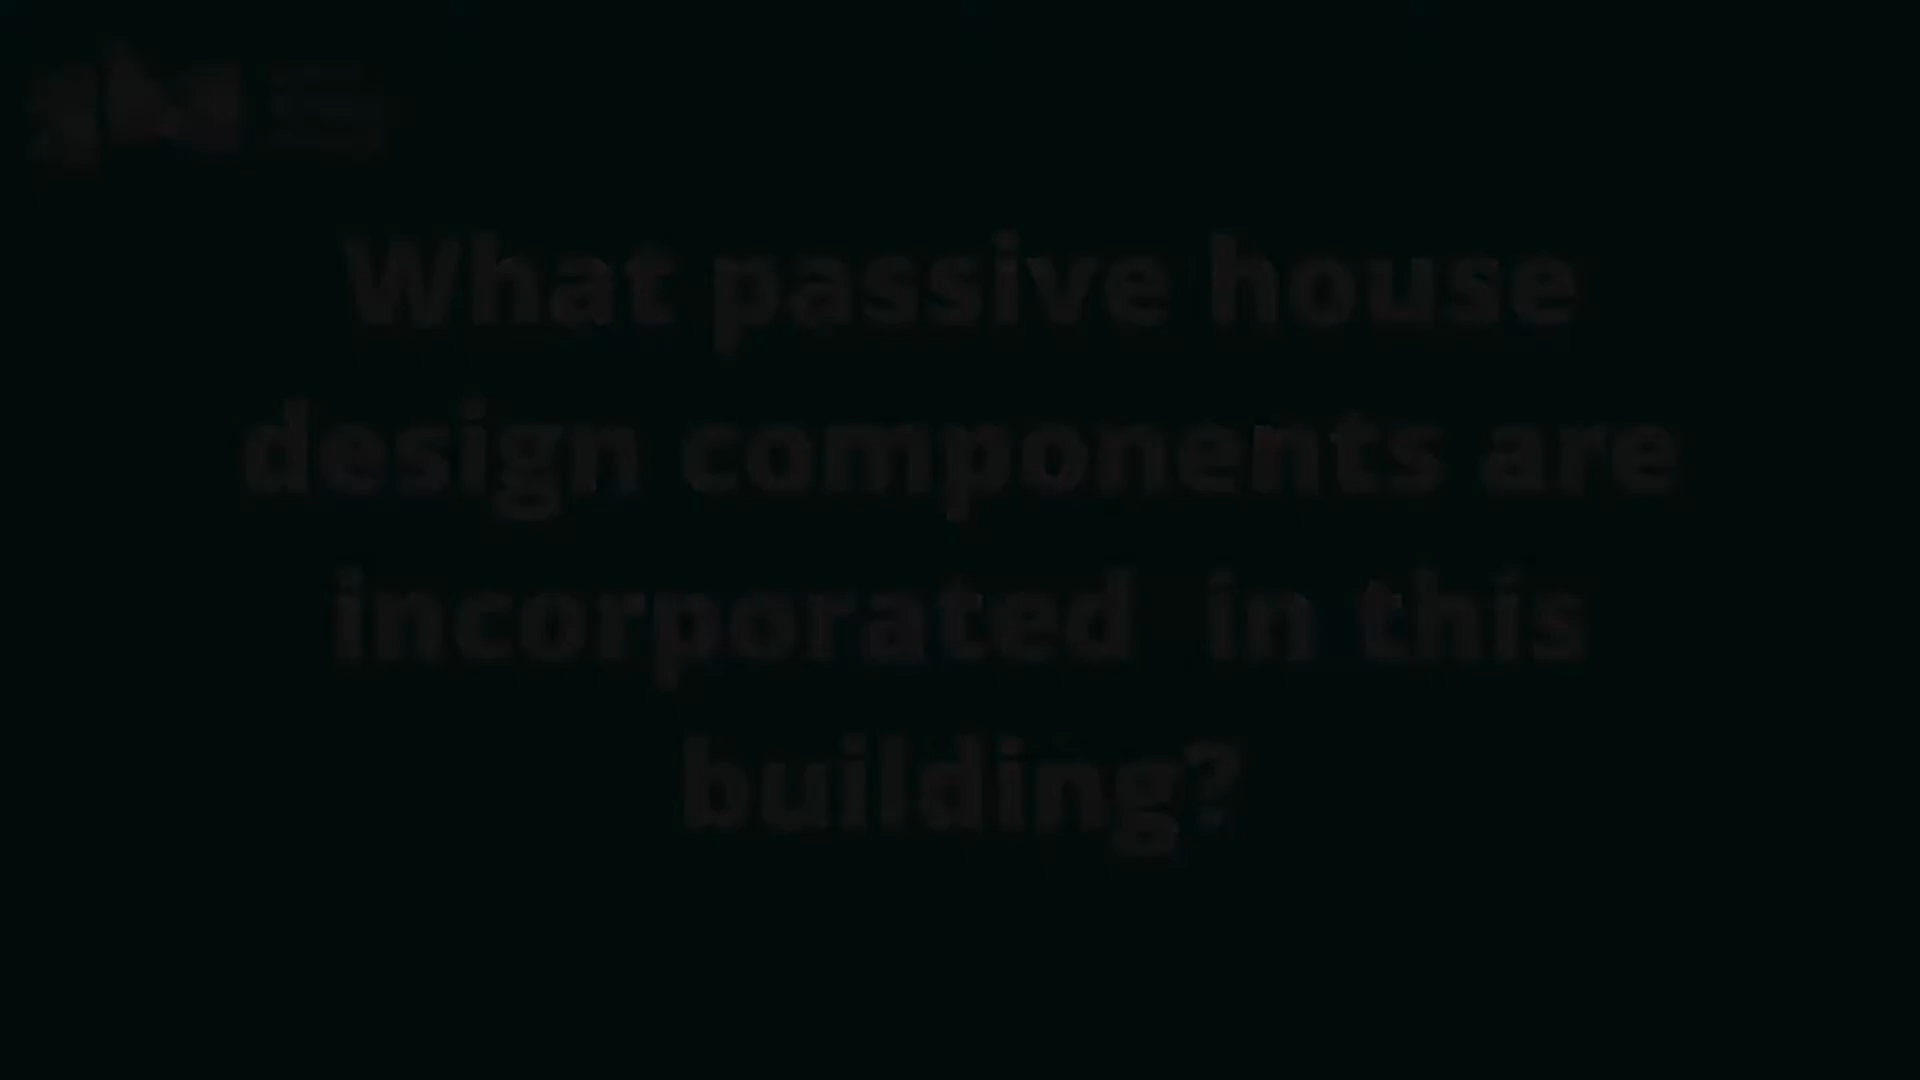 What passive house
design components are
incorporated  in this
building?